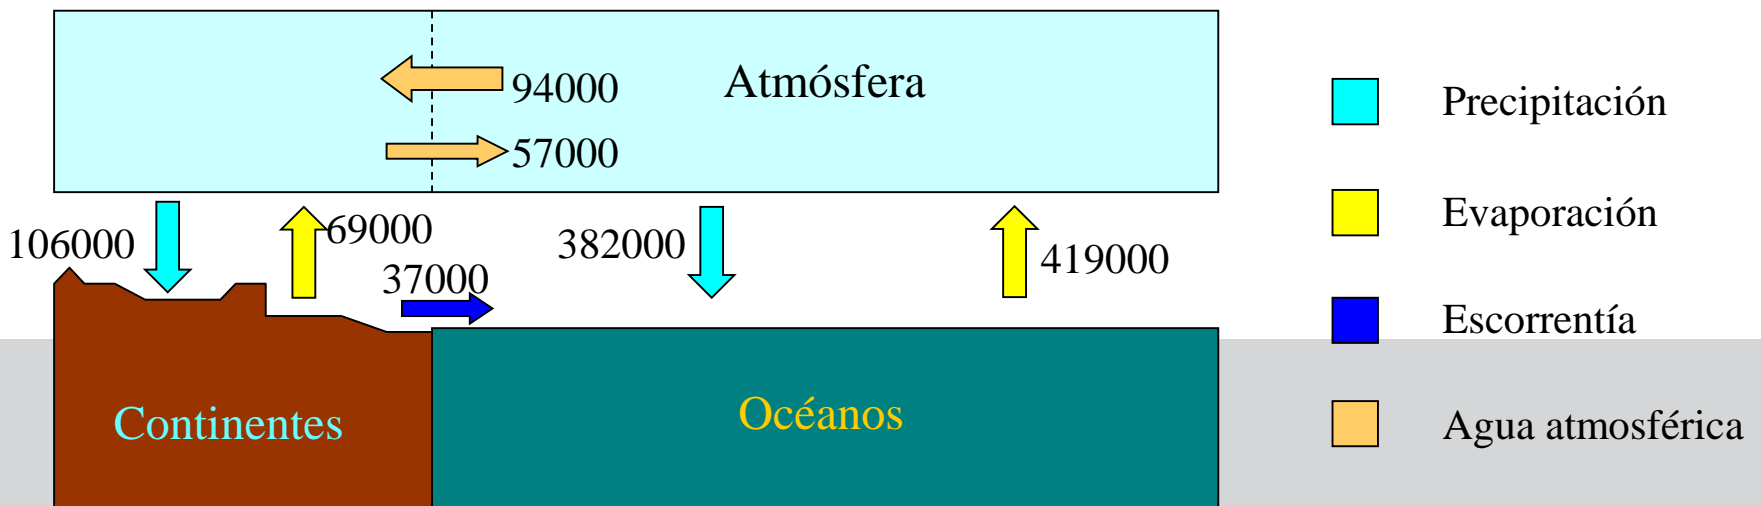 94000
Atmósfera
57000
106000
69000
37000
382000
419000
Continentes
Océanos
Precipitación
Evaporación
Escorrentía
Agua atmosférica